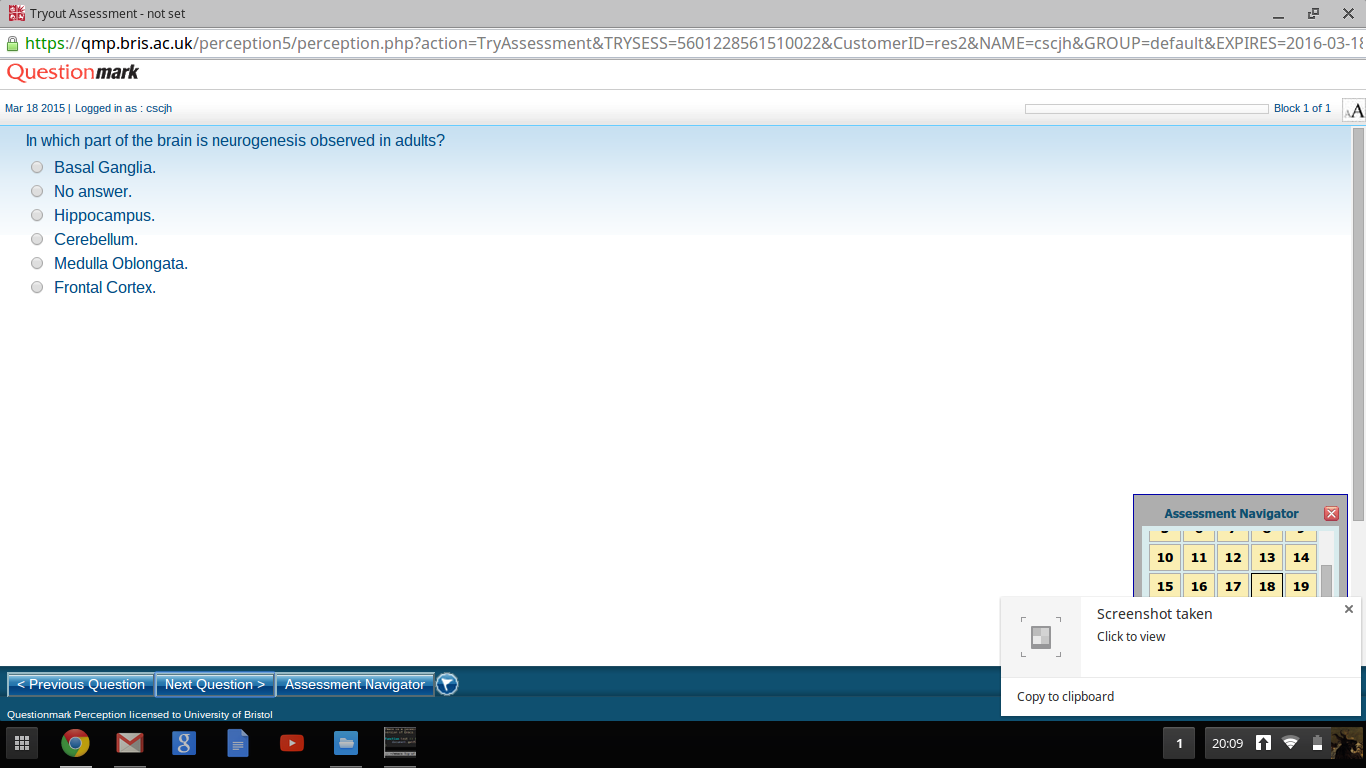 Tryout Assessment - not set
https://qmp.bris.ac.uk/perception5/perception.php?action=TryAssessment&TRYSESS=5601228561510022&CustomerID=res2&NAME=cscjh&GROUP=default&EXPIRES=2016-03-18
Questionmark
Mar 18 2015 | Logged in as : cscjh
Block 1 of 1
AA
In which part of the brain is neurogenesis observed in adults?
Basal Ganglia.
No answer.
Hippocampus.
Cerebellum.
Medulla Oblongata.
Frontal Cortex.
Assessment Navigator
10 11 12 13 14
15 16 17 18 19
Screenshot taken
Click to view
Copy to clipboard
< Previous Question Next Question > Assessment Navigator
Questionmark Perception licensed to University of Bristol
8
1
20:09